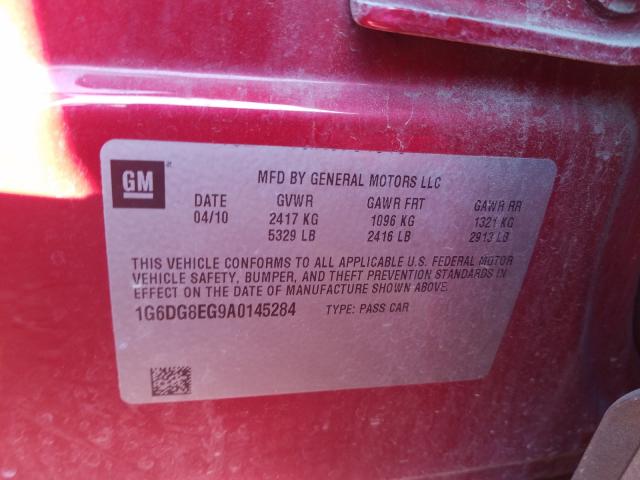 GM
MFD BY GENERAL MOTORS LLC
DATE GVWR GAWR FRT GAWR RR
04/10 2417 KG 1096 KG 1321 KG
5329 LB 2416 LB 2913 LB
THIS VEHICLE CONFORMS TO ALL APPLICABLE U.S. FEDERAL MOTOR
VEHICLE SAFETY, BUMPER, AND THEFT PREVENTION STANDARDS IN
EFFECT ON THE DATE OF MANUFACTURE SHOWN ABOVE.
1G6DG8EG9A0145284 TYPE: PASS CAR